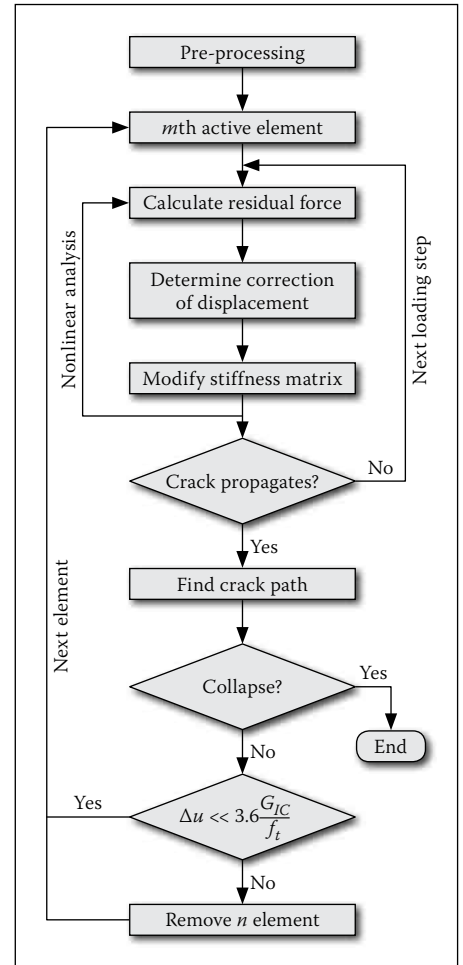 Pre-processing
mth active element
Calculate residual force
Determine correction
of displacement
Modify stiffness matrix
Nonlinear analysis
Next loading step
Crack propagates?
No
Yes
Find crack path
Next element
Collapse?
Yes
End
No
Δu << 3.6 G_IC / f_t
Yes
No
Remove n element